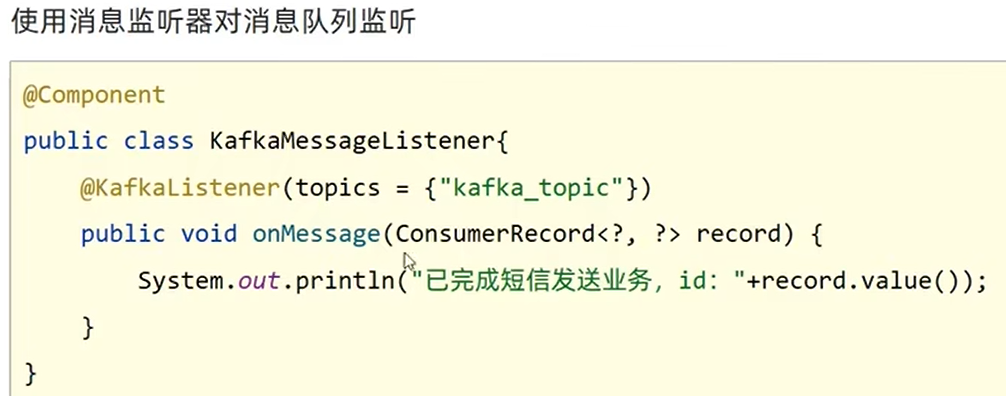 使用消息监听器对消息队列监听
@Component
public class KafkaMessageListener{
    @KafkaListener(topics = {"kafka_topic"})
    public void onMessage(ConsumerRecord<?, ?> record) {
        System.out.println("已完成短信发送业务，id："+record.value());
    }
}